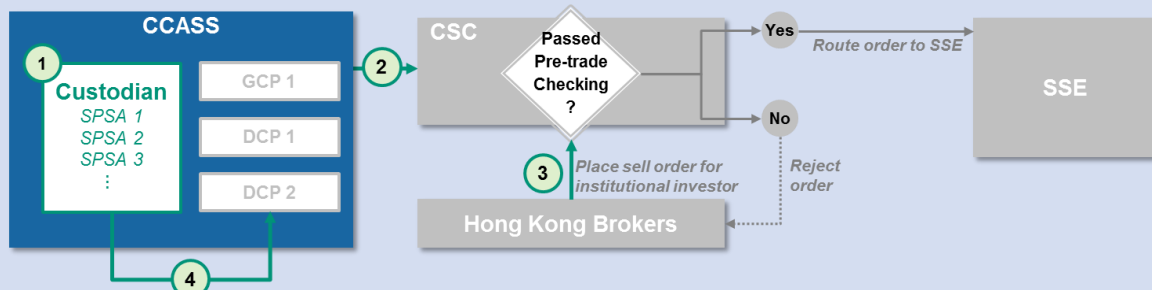 CCASS
1
Custodian
SPSA 1
SPSA 2
SPSA 3
⋮
GCP 1
DCP 1
DCP 2
4
2
CSC
Passed
Pre-trade
Checking
?
Yes
Route order to SSE
SSE
No
Reject
order
3
Place sell order for
institutional investor
Hong Kong Brokers